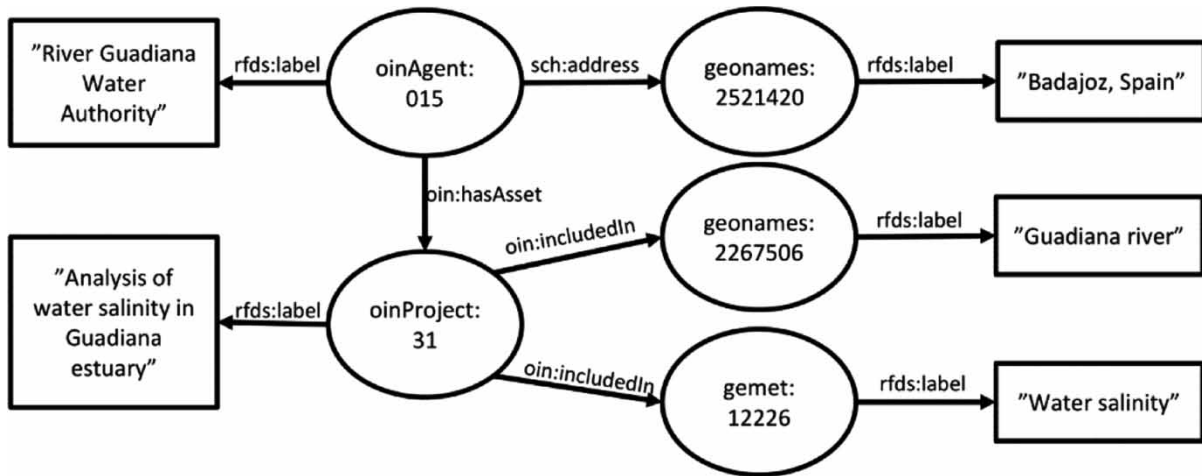 "River Guadiana
Water
Authority"
rfds:label
oinAgent:
015
sch:address
geonames:
2521420
rfds:label
"Badajoz, Spain"
oin:hasAsset
"Analysis of
water salinity in
Guadiana
estuary"
rfds:label
oinProject:
31
oin:includedIn
geonames:
2267506
rfds:label
"Guadiana river"
oin:includedIn
gemet:
12226
rfds:label
"Water salinity"